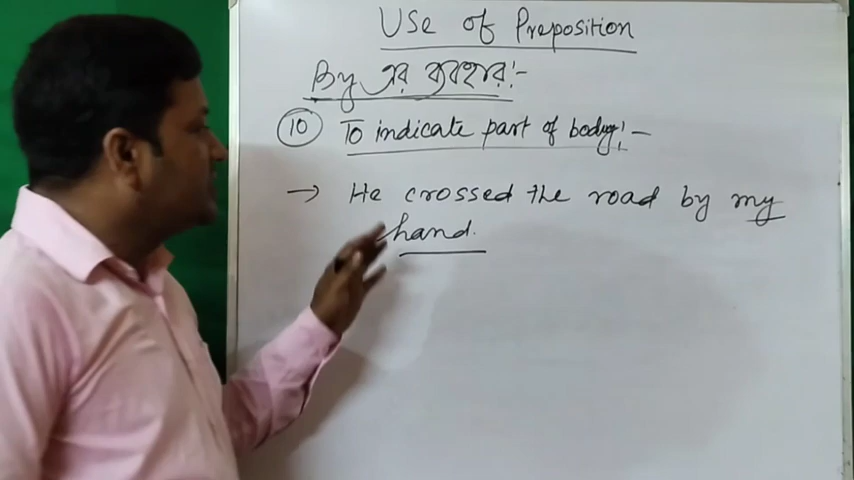 Use of Preposition
By এর ব্যবহার:-
10 To indicate part of body:-
→ He crossed the road by my
hand.